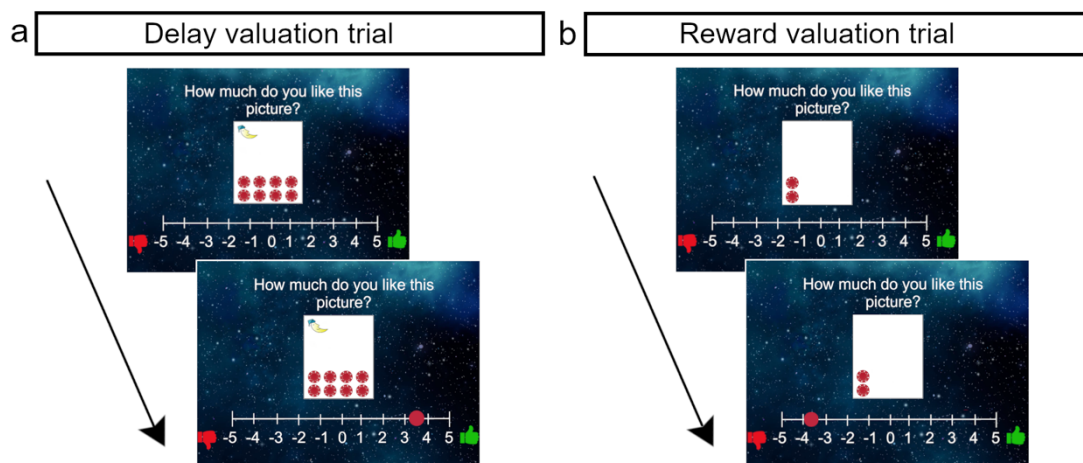 a Delay valuation trial
How much do you like this
picture?
-5 -4 -3 -2 -1 0 1 2 3 4 5
How much do you like this
picture?
-5 -4 -3 -2 -1 0 1 2 3 4 5
b Reward valuation trial
How much do you like this
picture?
-5 -4 -3 -2 -1 0 1 2 3 4 5
How much do you like this
picture?
-5 -4 -3 -2 -1 0 1 2 3 4 5